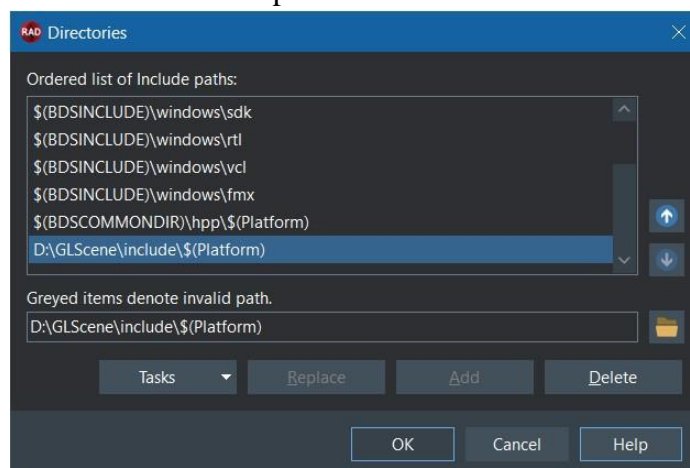 RAD Directories
Ordered list of Include paths:
$(BDSINCLUDE)\windows\sdk
$(BDSINCLUDE)\windows\rtl
$(BDSINCLUDE)\windows\vcl
$(BDSINCLUDE)\windows\fmx
$(BDSCOMMONDIR)\hpp\$(Platform)
D:\GLScene\include\$(Platform)
Greyed items denote invalid path.
D:\GLScene\include\$(Platform)
Tasks Replace Add Delete
OK Cancel Help